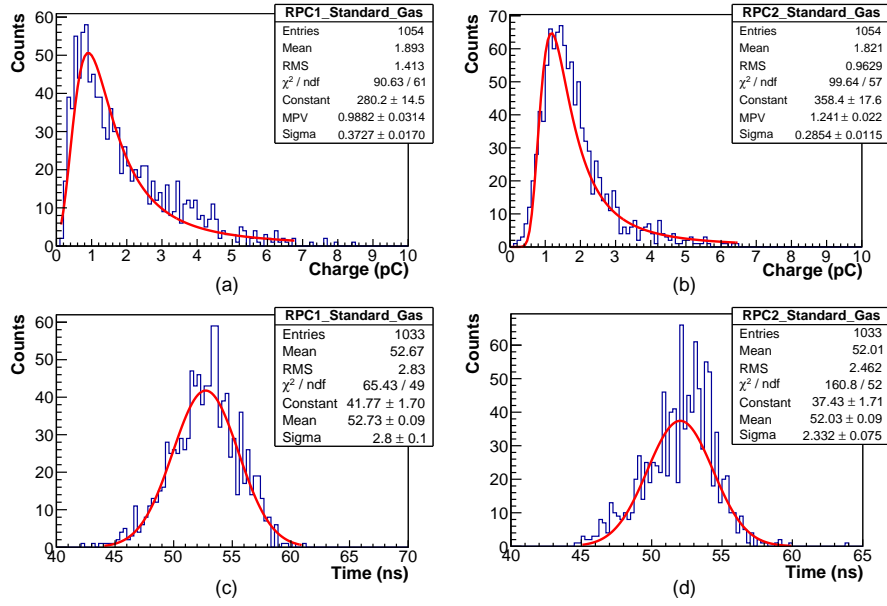 Counts
60
50
40
30
20
10
0
0 1 2 3 4 5 6 7 8 9 10
Charge (pC)
RPC1_Standard_Gas
Entries 1054
Mean 1.893
RMS 1.413
χ² / ndf 90.63 / 61
Constant 280.2 ± 14.5
MPV 0.9882 ± 0.0314
Sigma 0.3727 ± 0.0170
(a)
Counts
70
60
50
40
30
20
10
0
0 1 2 3 4 5 6 7 8 9 10
Charge (pC)
RPC2_Standard_Gas
Entries 1054
Mean 1.821
RMS 0.9629
χ² / ndf 99.64 / 57
Constant 358.4 ± 17.6
MPV 1.241 ± 0.022
Sigma 0.2854 ± 0.0115
(b)
Counts
60
50
40
30
20
10
0
40 45 50 55 60 65 70
Time (ns)
RPC1_Standard_Gas
Entries 1033
Mean 52.67
RMS 2.83
χ² / ndf 65.43 / 49
Constant 41.77 ± 1.70
Mean 52.73 ± 0.09
Sigma 2.8 ± 0.1
(c)
Counts
60
50
40
30
20
10
0
40 45 50 55 60 65
Time (ns)
RPC2_Standard_Gas
Entries 1033
Mean 52.01
RMS 2.462
χ² / ndf 160.8 / 52
Constant 37.43 ± 1.71
Mean 52.03 ± 0.09
Sigma 2.332 ± 0.075
(d)